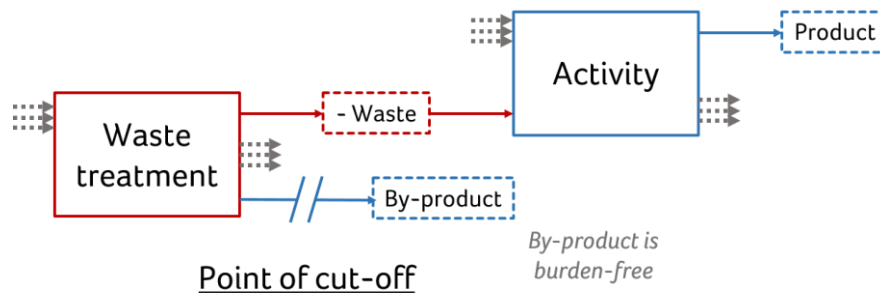 Product
Activity
- Waste
Waste
treatment
By-product
By-product is
burden-free
Point of cut-off